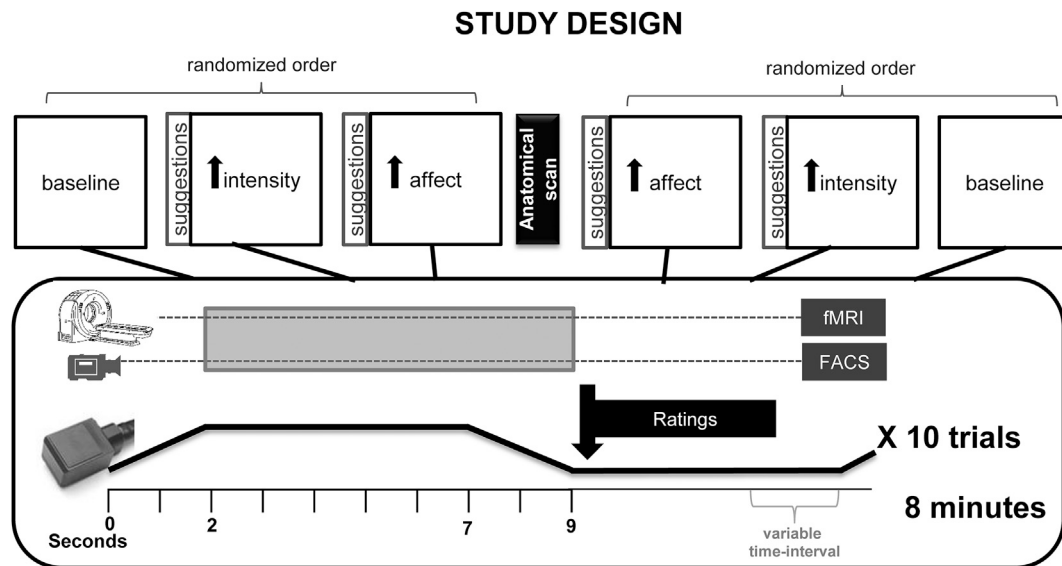 STUDY DESIGN
randomized order
randomized order
baseline
suggestions
intensity
suggestions
affect
Anatomical
scan
suggestions
affect
suggestions
intensity
baseline
fMRI
FACS
Ratings
X 10 trials
0
2
7
9
Seconds
8 minutes
variable
time-interval